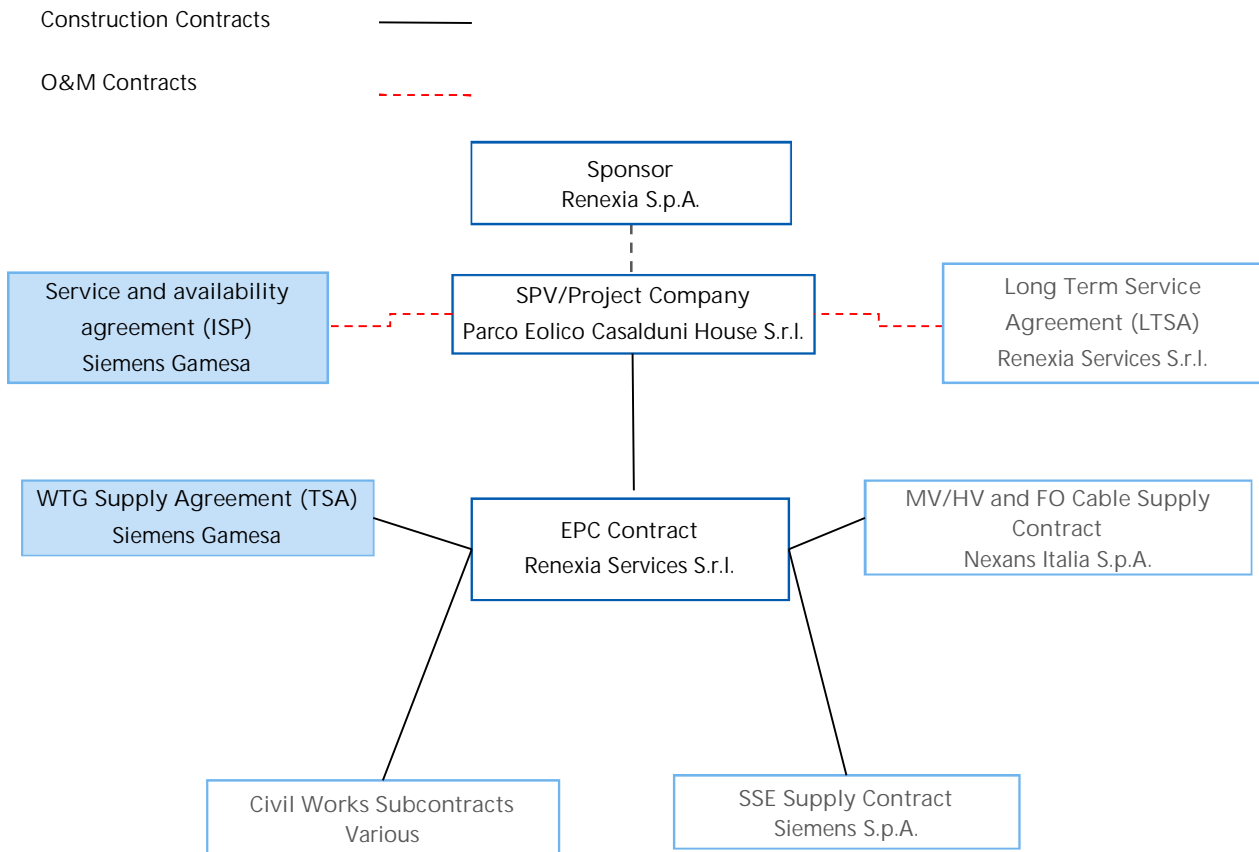 Construction Contracts
O&M Contracts
Sponsor
Renexia S.p.A.
Service and availability
agreement (ISP)
Siemens Gamesa
SPV/Project Company
Parco Eolico Casalduni House S.r.l.
Long Term Service
Agreement (LTSA)
Renexia Services S.r.l.
WTG Supply Agreement (TSA)
Siemens Gamesa
EPC Contract
Renexia Services S.r.l.
MV/HV and FO Cable Supply
Contract
Nexans Italia S.p.A.
Civil Works Subcontracts
Various
SSE Supply Contract
Siemens S.p.A.